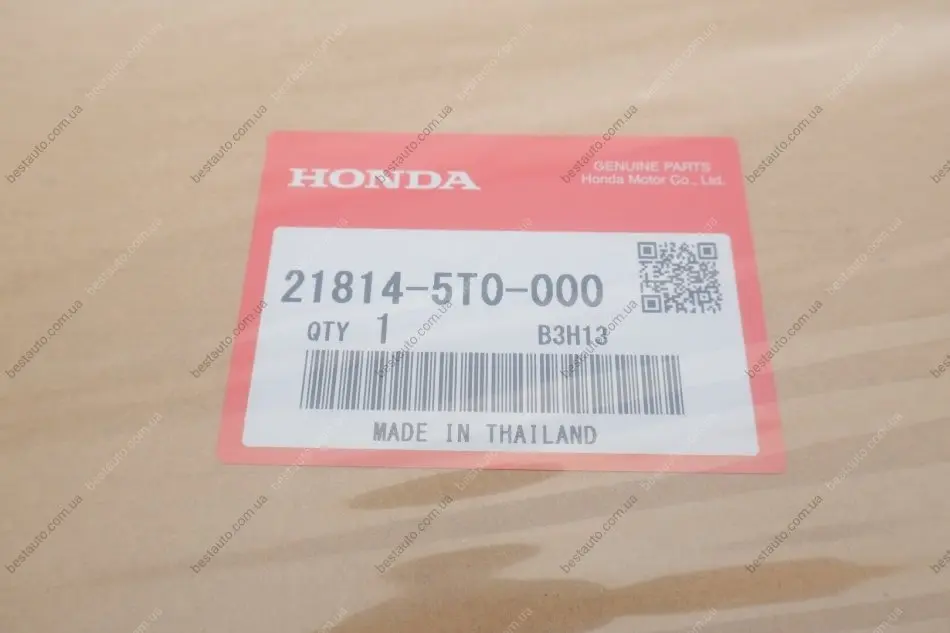 HONDA
GENUINE PARTS
Honda Motor Co., Ltd.
21814-5T0-000
QTY 1 B3H13
MADE IN THAILAND
bestauto.com.ua